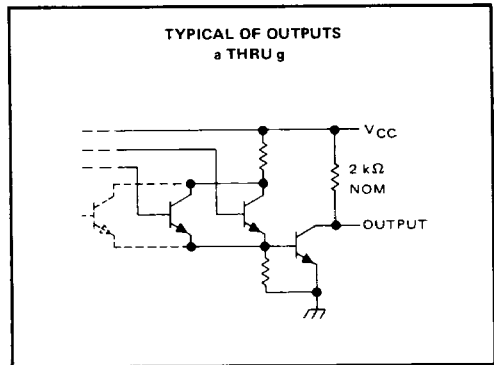 TYPICAL OF OUTPUTS
a THRU g
VCC
2 kΩ
NOM
OUTPUT